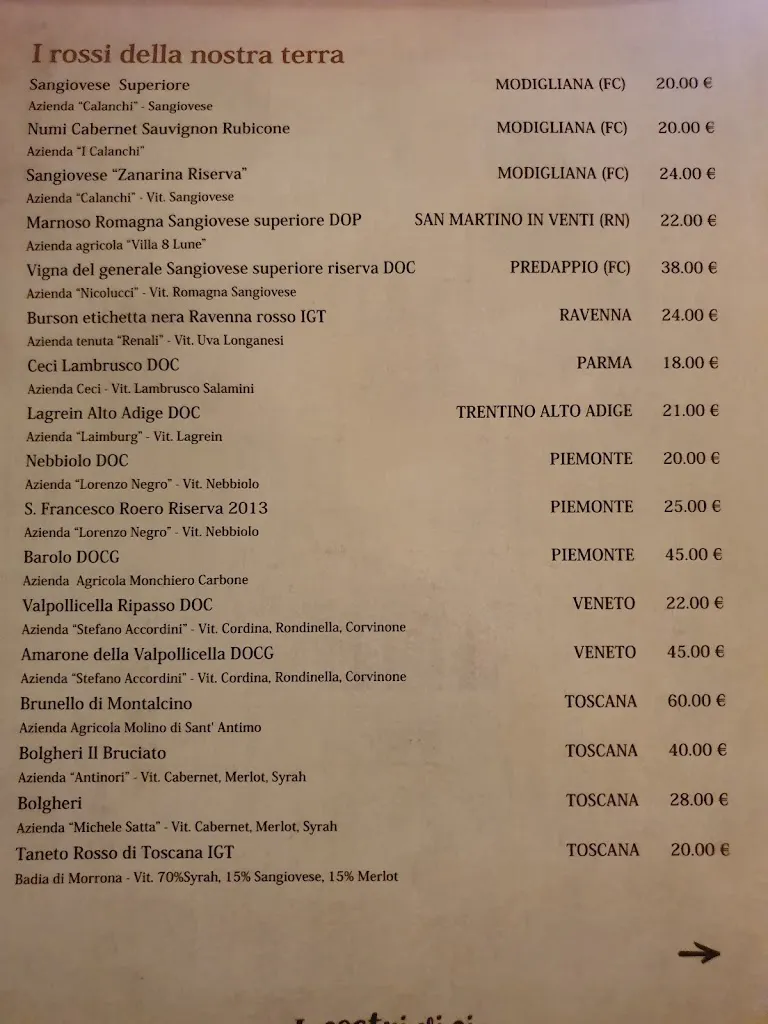 I rossi della nostra terra
Sangiovese Superiore MODIGLIANA (FC) 20.00 €
Azienda "Calanchi" - Sangiovese
Numi Cabernet Sauvignon Rubicone MODIGLIANA (FC) 20.00 €
Azienda "I Calanchi"
Sangiovese "Zanarina Riserva" MODIGLIANA (FC) 24.00 €
Azienda "Calanchi" - Vit. Sangiovese
Marnoso Romagna Sangiovese superiore DOP SAN MARTINO IN VENTI (RN) 22.00 €
Azienda agricola "Villa 8 Lune"
Vigna del generale Sangiovese superiore riserva DOC PREDAPPIO (FC) 38.00 €
Azienda "Nicolucci" - Vit. Romagna Sangiovese
Burson etichetta nera Ravenna rosso IGT RAVENNA 24.00 €
Azienda tenuta "Renali" - Vit. Uva Longanesi
Ceci Lambrusco DOC PARMA 18.00 €
Azienda Ceci - Vit. Lambrusco Salamini
Lagrein Alto Adige DOC TRENTINO ALTO ADIGE 21.00 €
Azienda "Laimburg" - Vit. Lagrein
Nebbiolo DOC PIEMONTE 20.00 €
Azienda "Lorenzo Negro" - Vit. Nebbiolo
S. Francesco Roero Riserva 2013 PIEMONTE 25.00 €
Azienda "Lorenzo Negro" - Vit. Nebbiolo
Barolo DOCG PIEMONTE 45.00 €
Azienda Agricola Monchiero Carbone
Valpollicella Ripasso DOC VENETO 22.00 €
Azienda "Stefano Accordini" - Vit. Cordina, Rondinella, Corvinone
Amarone della Valpollicella DOCG VENETO 45.00 €
Azienda "Stefano Accordini" - Vit. Cordina, Rondinella, Corvinone
Brunello di Montalcino TOSCANA 60.00 €
Azienda Agricola Molino di Sant' Antimo
Bolgheri Il Bruciato TOSCANA 40.00 €
Azienda "Antinori" - Vit. Cabernet, Merlot, Syrah
Bolgheri TOSCANA 28.00 €
Azienda "Michele Satta" - Vit. Cabernet, Merlot, Syrah
Taneto Rosso di Toscana IGT TOSCANA 20.00 €
Badia di Morrona - Vit. 70%Syrah, 15% Sangiovese, 15% Merlot